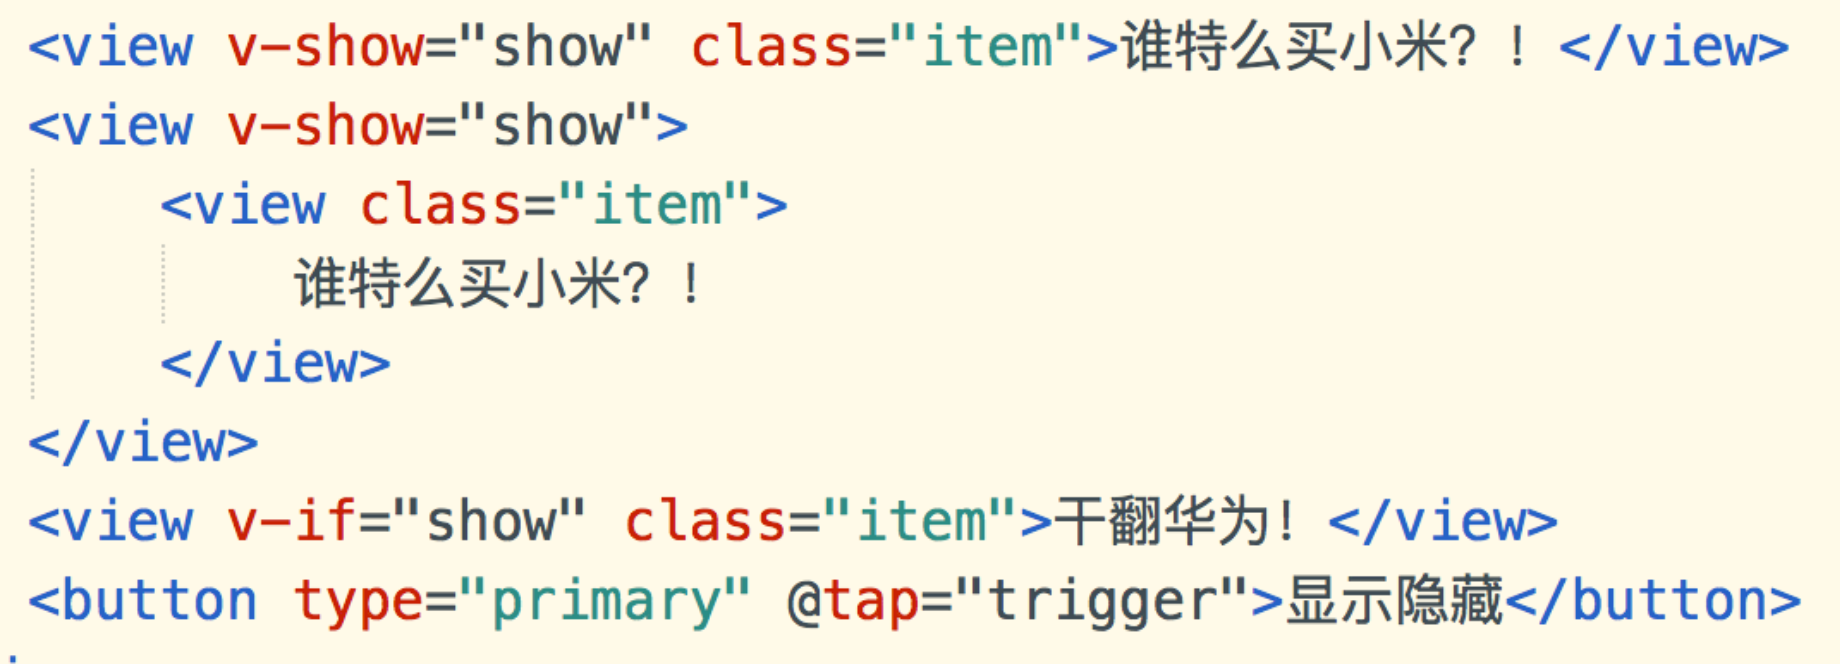 <view v-show="show" class="item">谁特么买小米？！</view>
<view v-show="show">
<view class="item">
谁特么买小米？！
</view>
</view>
<view v-if="show" class="item">干翻华为！</view>
<button type="primary" @tap="trigger">显示隐藏</button>